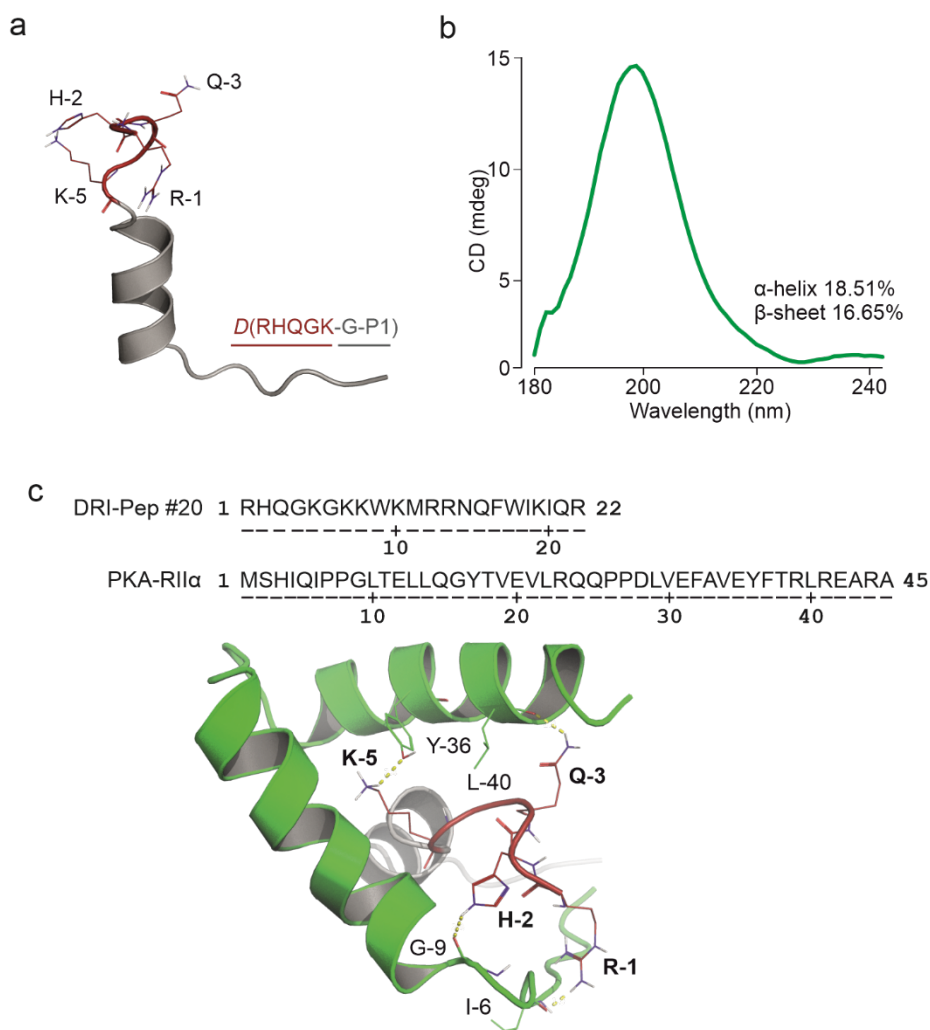 a
Q-3
H-2
K-5
R-1
D(RHQGK-G-P1)
b
15
10
5
0
CD (mdeg)
α-helix 18.51%
β-sheet 16.65%
180
200
220
240
Wavelength (nm)
c
DRI-Pep #20 1 RHQGKGKKWKMRRNQFWIKIQR 22
10 20
PKA-RIIα 1 MSHIQIPPGLTELLQGYTVEVLRQQPPDLVEFAVEYFTRLREARA 45
10 20 30 40
K-5
Y-36
Q-3
L-40
H-2
G-9
R-1
I-6